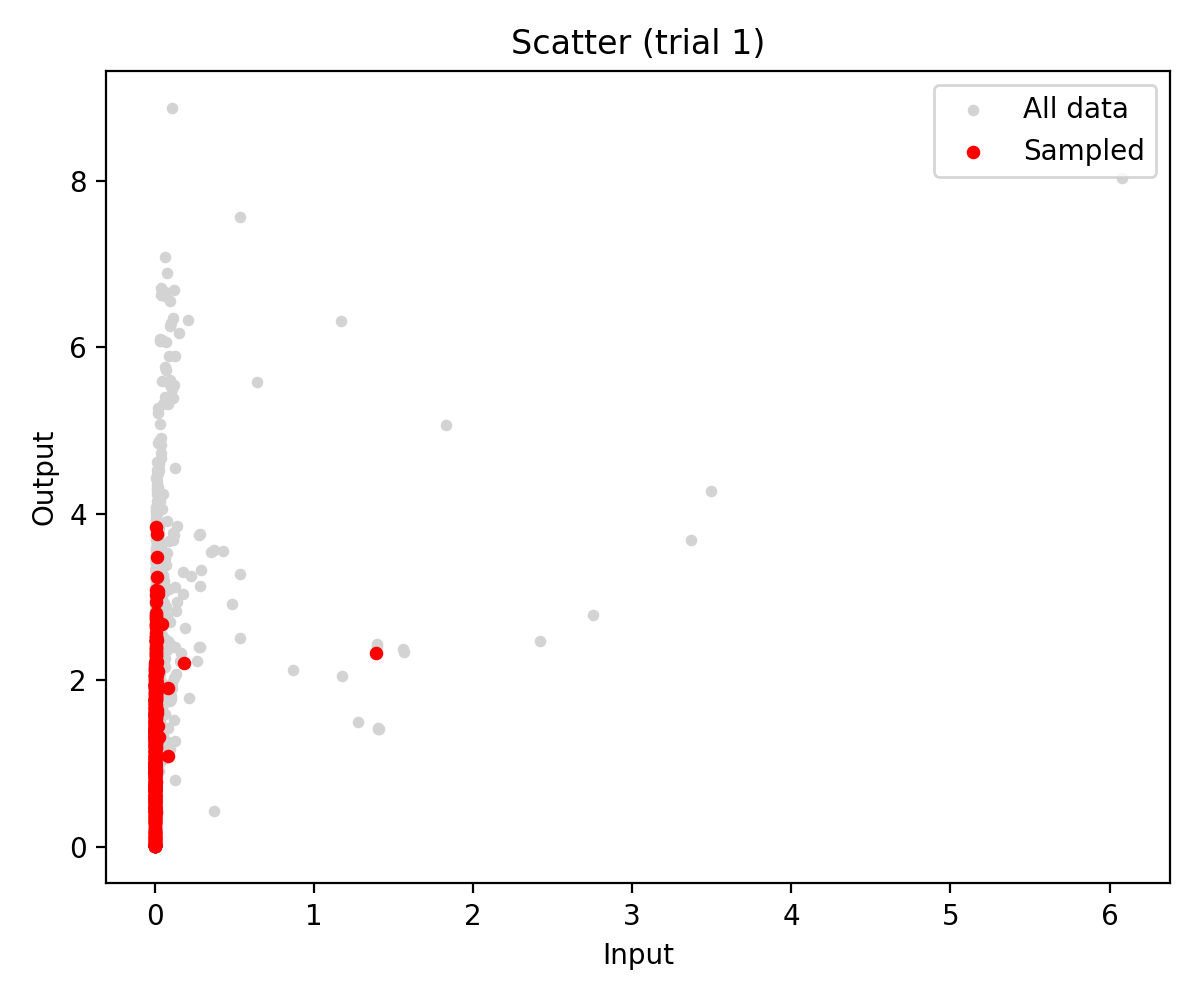 Scatter (trial 1)
All data
Sampled
8
6
4
2
0
Output
0 1 2 3 4 5 6
Input